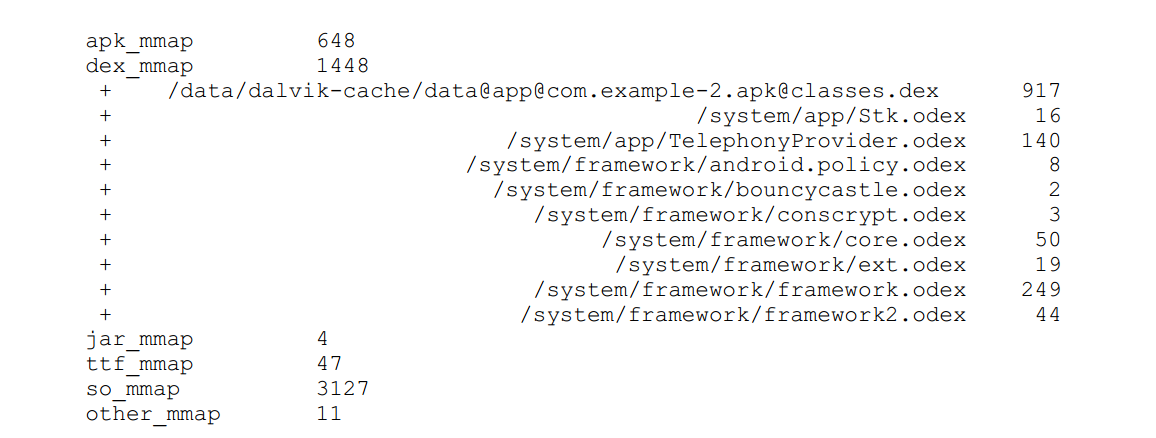 apk_mmap 648
dex_mmap 1448
+ /data/dalvik-cache/data@app@com.example-2.apk@classes.dex 917
+ /system/app/Stk.odex 16
+ /system/app/TelephonyProvider.odex 140
+ /system/framework/android.policy.odex 8
+ /system/framework/bouncycastle.odex 2
+ /system/framework/conscrypt.odex 3
+ /system/framework/core.odex 50
+ /system/framework/ext.odex 19
+ /system/framework/framework.odex 249
+ /system/framework/framework2.odex 44
jar_mmap 4
ttf_mmap 47
so_mmap 3127
other_mmap 11